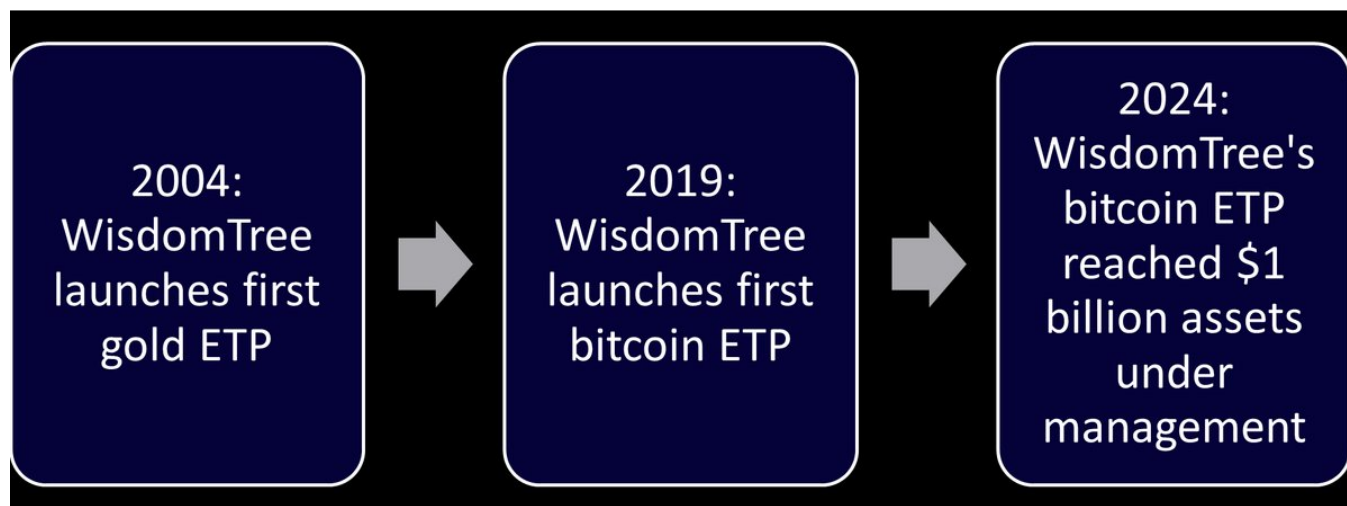 2004:
WisdomTree
launches first
gold ETP
2019:
WisdomTree
launches first
bitcoin ETP
2024:
WisdomTree's
bitcoin ETP
reached $1
billion assets
under
management